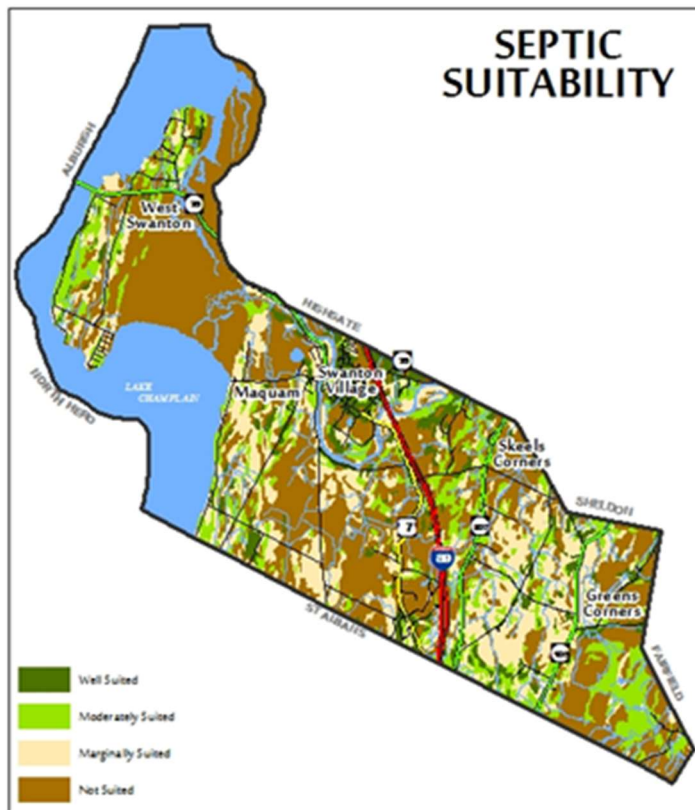 SEPTIC
SUITABILITY
ALBURGH
West
Swanton
HIGHGATE
NORTH HERO
LAKE
CHAMPLAIN
Maquam
Swanton
Village
Skeels
Corners
SHELDON
7
ST ALBANS
Greens
Corners
FAIRFIELD
Well Suited
Moderately Suited
Marginally Suited
Not Suited